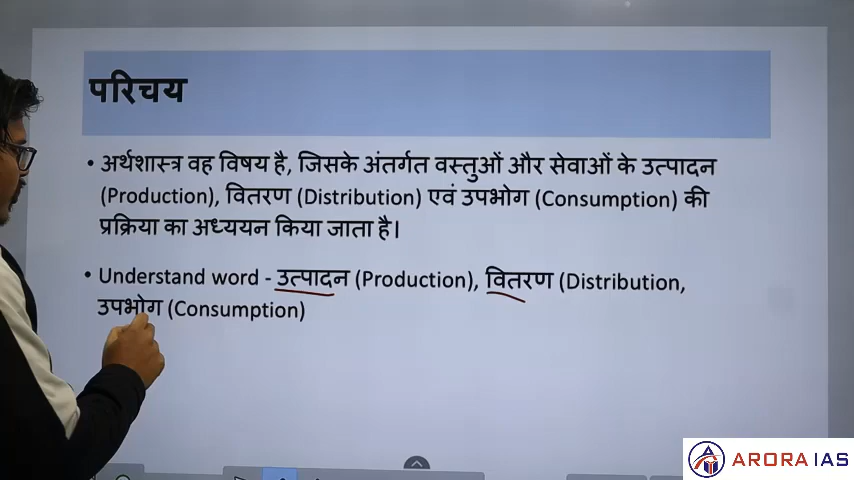 परिचय
• अर्थशास्त्र वह विषय है, जिसके अंतर्गत वस्तुओं और सेवाओं के उत्पादन
(Production), वितरण (Distribution) एवं उपभोग (Consumption) की
प्रक्रिया का अध्ययन किया जाता है।
• Understand word - उत्पादन (Production), वितरण (Distribution,
उपभोग (Consumption)
ARORA IAS